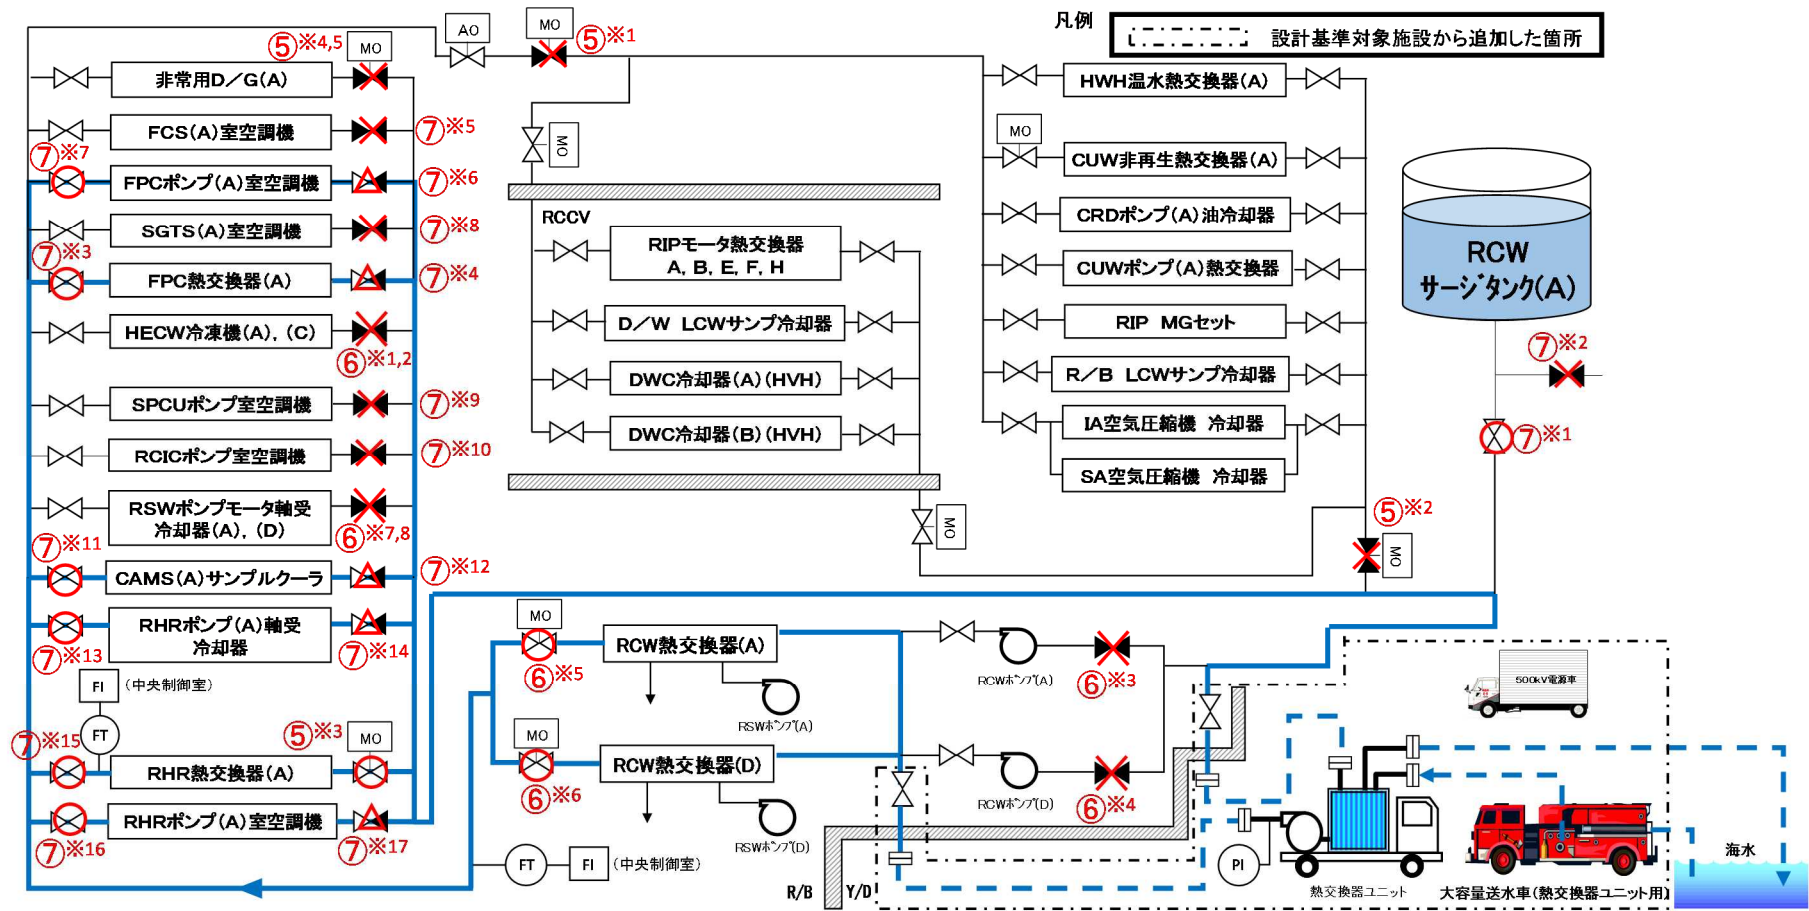 凡例
設計基準対象施設から追加した箇所
⑤※4,5
MO
非常用D／G(A)
FCS(A)室空調機
⑦※5
⑦※7
FPCポンプ(A)室空調機
⑦※6
SGTS(A)室空調機
⑦※8
⑦※3
FPC熱交換器(A)
⑦※4
HECW冷凍機(A), (C)
⑥※1,2
SPCUポンプ室空調機
⑦※9
RCICポンプ室空調機
⑦※10
RSWポンプモータ軸受
冷却器(A), (D)
⑥※7,8
⑦※11
CAMS(A)サンプルクーラ
⑦※12
RHRポンプ(A)軸受
冷却器
⑦※13
⑦※14
FI
(中央制御室)
FT
⑦※15
⑤※3
MO
RHR熱交換器(A)
RHRポンプ(A)室空調機
⑦※16
⑦※17
AO
MO
⑤※1
MO
RCCV
RIPモータ熱交換器
A, B, E, F, H
D／W LCWサンプ冷却器
DWC冷却器(A)(HVH)
DWC冷却器(B)(HVH)
MO
HWH温水熱交換器(A)
MO
CUW非再生熱交換器(A)
CRDポンプ(A)油冷却器
CUWポンプ(A)熱交換器
RIP MGセット
R／B LCWサンプ冷却器
IA空気圧縮機 冷却器
SA空気圧縮機 冷却器
⑤※2
MO
RCW
サージタンク(A)
⑦※2
⑦※1
⑥※5
MO
RCW熱交換器(A)
RSWポンプ(A)
MO
⑥※6
RCW熱交換器(D)
RSWポンプ(D)
RCWポンプ(A)
⑥※3
RCWポンプ(D)
⑥※4
FT
FI
(中央制御室)
R/B
Y/D
PI
500kV電源車
熱交換器ユニット
大容量送水車(熱交換器ユニット用)
海水